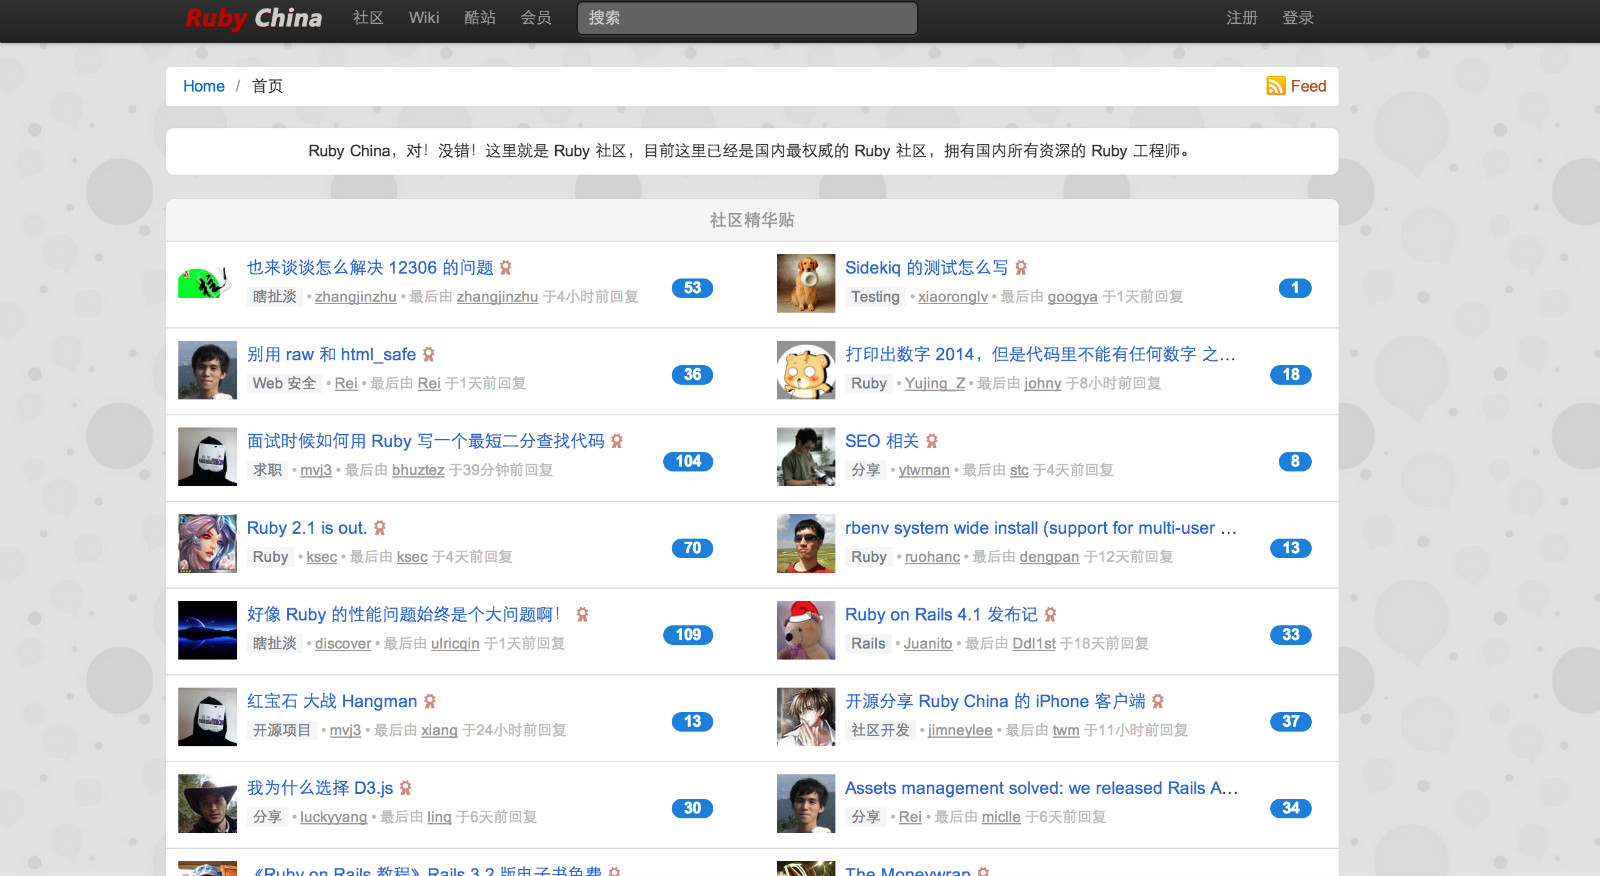 Ruby China 社区 Wiki 酷站 会员 搜索 注册 登录
Home / 首页 Feed
Ruby China，对！没错！这里就是 Ruby 社区，目前这里已经是国内最权威的 Ruby 社区，拥有国内所有资深的 Ruby 工程师。
社区精华贴
也来谈谈怎么解决 12306 的问题
瞎扯淡 • zhangjinzhu • 最后由 zhangjinzhu 于4小时前回复
53
Sidekiq 的测试怎么写
Testing • xiaoronglv • 最后由 googya 于1天前回复
1
别用 raw 和 html_safe
Web 安全 • Rei • 最后由 Rei 于1天前回复
36
打印出数字 2014，但是代码里不能有任何数字 之...
Ruby • Yujing_Z • 最后由 johny 于8小时前回复
18
面试时候如何用 Ruby 写一个最短二分查找代码
求职 • mvj3 • 最后由 bhuztez 于39分钟前回复
104
SEO 相关
分享 • ytwman • 最后由 stc 于4天前回复
8
Ruby 2.1 is out.
Ruby • ksec • 最后由 ksec 于4天前回复
70
rbenv system wide install (support for multi-user ...
Ruby • ruohanc • 最后由 dengpan 于12天前回复
13
好像 Ruby 的性能问题始终是个大问题啊！
瞎扯淡 • discover • 最后由 ulricqin 于1天前回复
109
Ruby on Rails 4.1 发布记
Rails • Juanito • 最后由 Ddl1st 于18天前回复
33
红宝石 大战 Hangman
开源项目 • mvj3 • 最后由 xiang 于24小时前回复
13
开源分享 Ruby China 的 iPhone 客户端
社区开发 • jimneylee • 最后由 twm 于11小时前回复
37
我为什么选择 D3.js
分享 • luckyyang • 最后由 linq 于6天前回复
30
Assets management solved: we released Rails A...
分享 • Rei • 最后由 miclle 于6天前回复
34
《Ruby on Rails 教程》Rails 3.2 版电子书免费
The Moneywrap